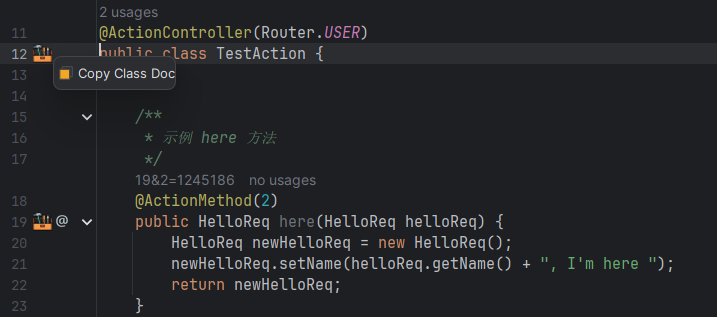 2 usages
11 @ActionController(Router.USER)
12 public class TestAction {
Copy Class Doc
13
14
15 /**
16 * 示例 here 方法
17 */
19&2=1245186 no usages
18 @ActionMethod(2)
19 @ public HelloReq here(HelloReq helloReq) {
20 HelloReq newHelloReq = new HelloReq();
21 newHelloReq.setName(helloReq.getName() + ", I'm here ");
22 return newHelloReq;
23 }